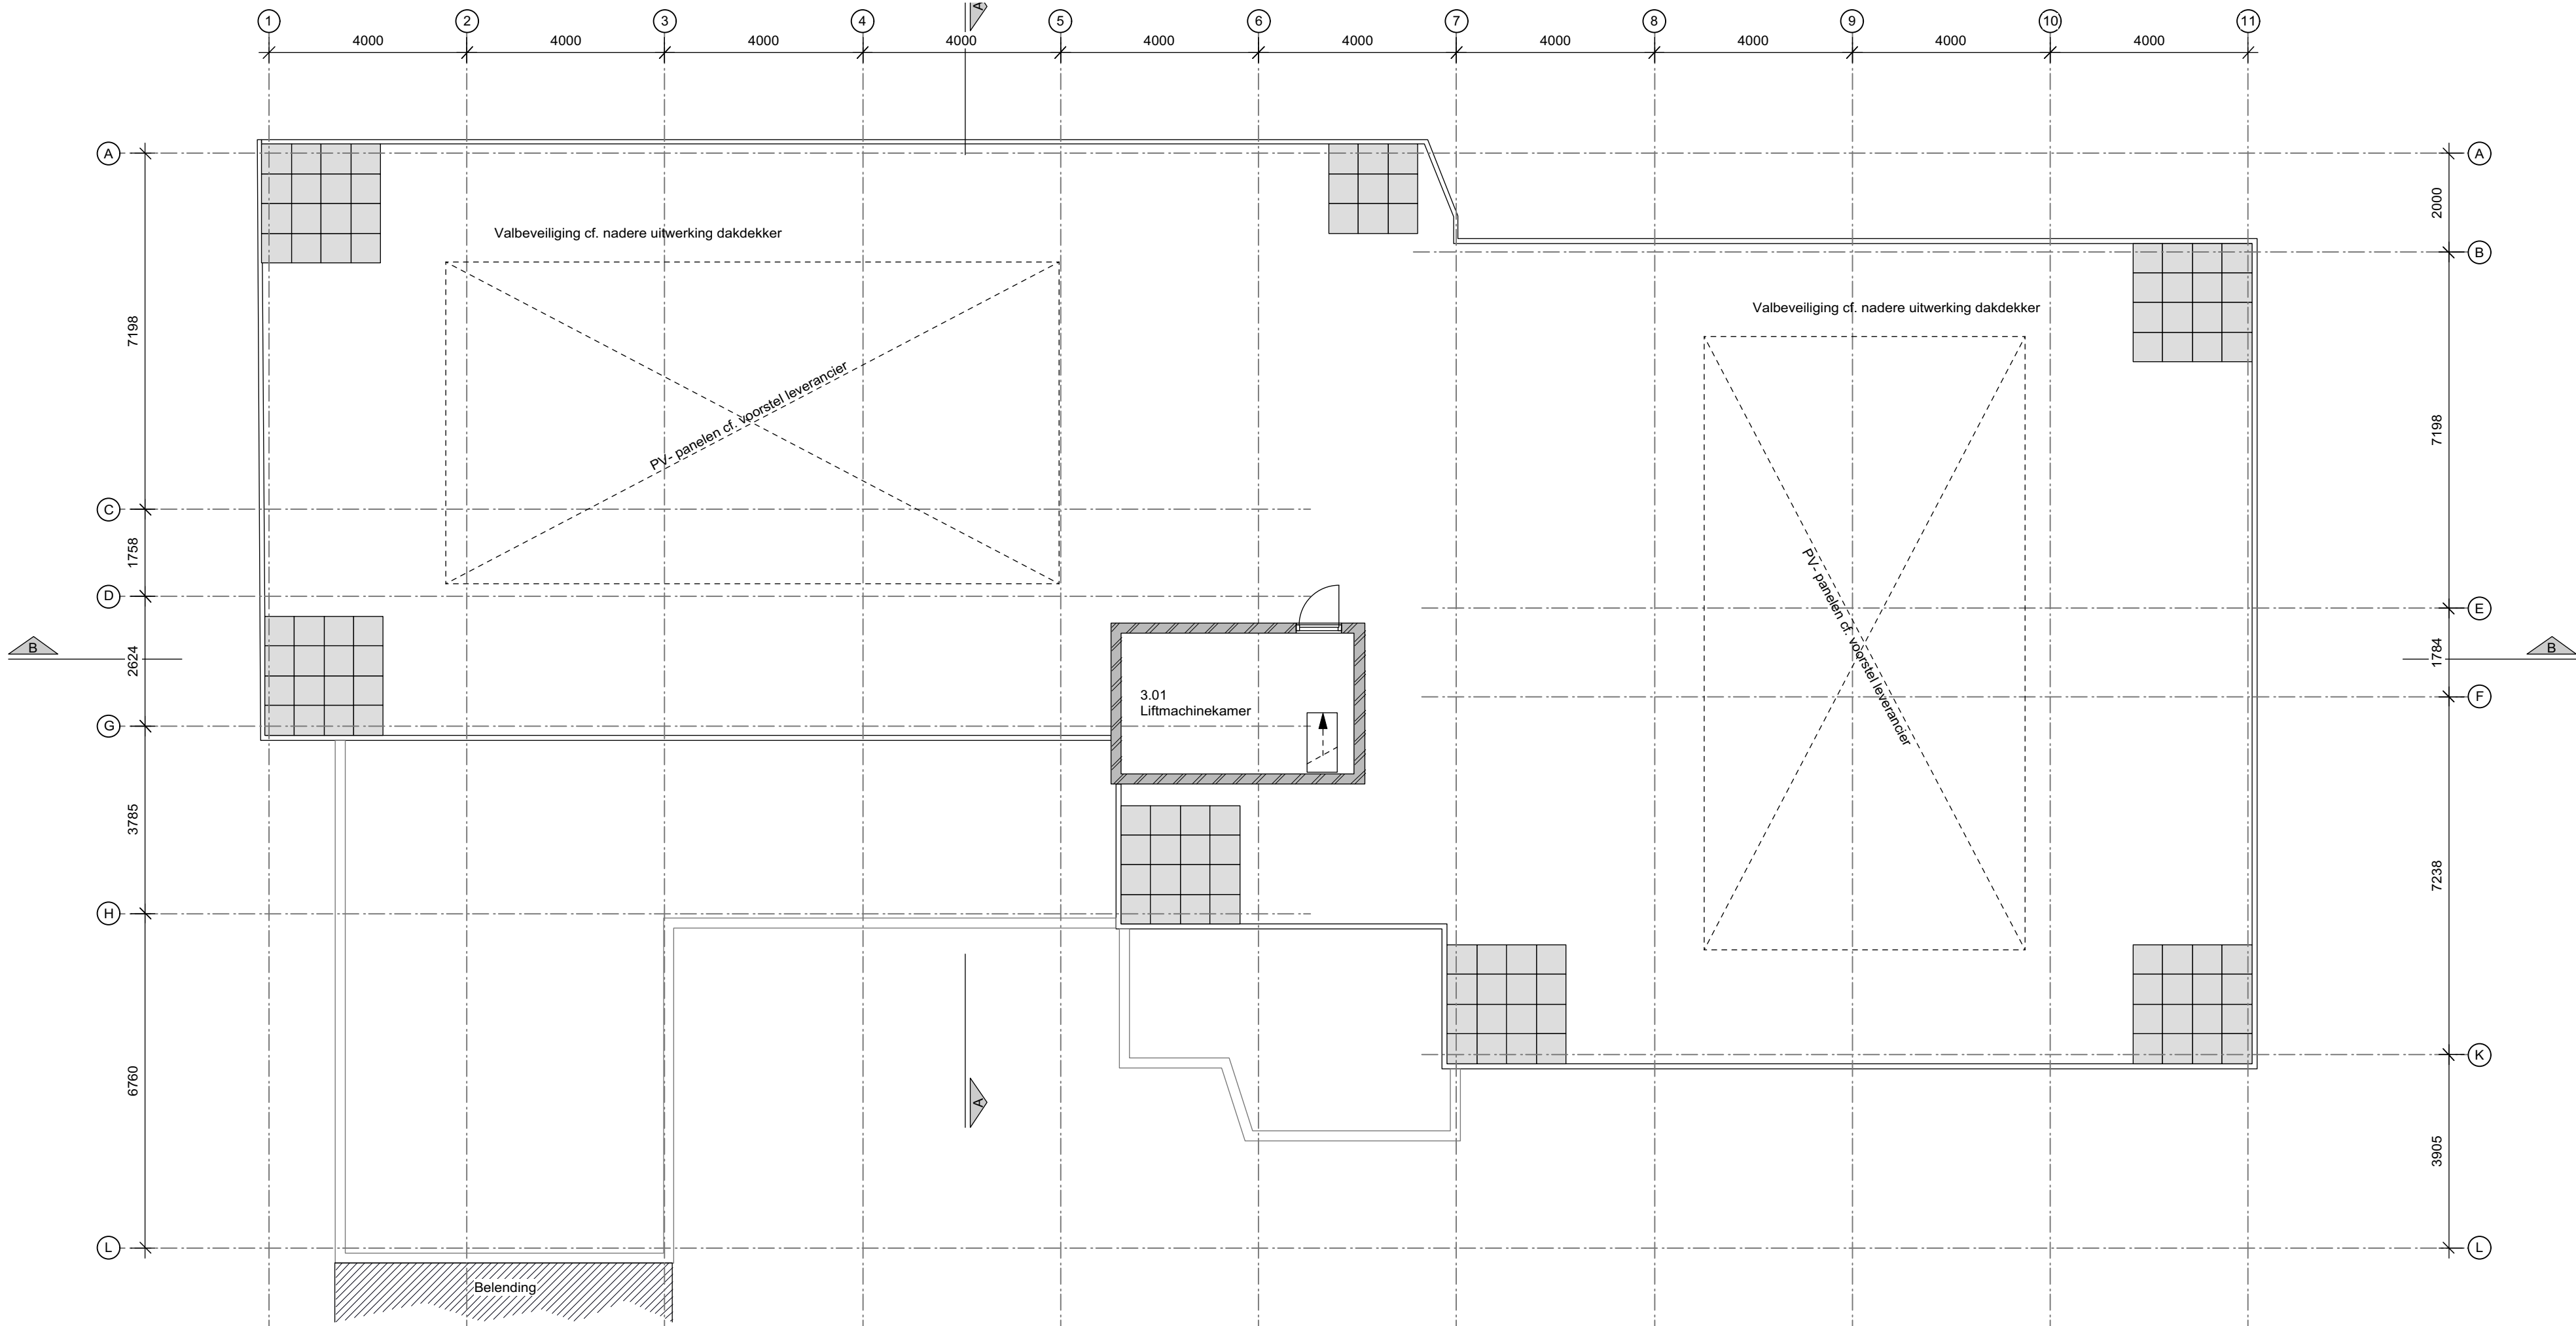 1 2 3 4 5 6 7 8 9 10 11
A
4000 4000 4000 4000 4000 4000 4000 4000 4000 4000
A
A
2000
B
Valbeveiliging cf. nadere uitwerking dakdekker
Valbeveiliging cf. nadere uitwerking dakdekker
7198
PV- panelen cf. voorstel leverancier
7198
C
1758
D
E
PV- panelen cf. voorstel leverancier
B
2624
1784
B
3.01
Liftmachinekamer
F
G
3785
7238
H
K
6760
A
3905
L
L
Belending